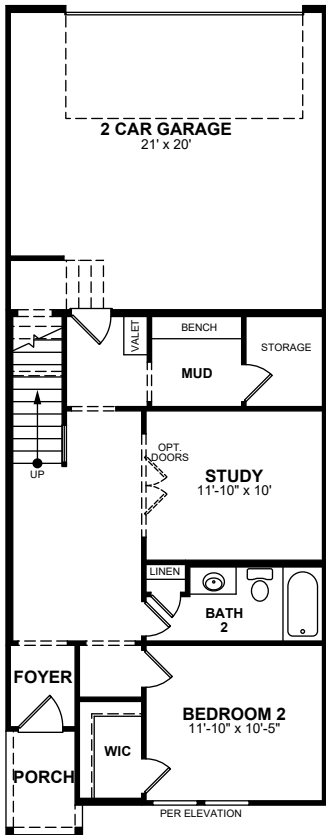 2 CAR GARAGE
21' x 20'
VALET
BENCH
MUD
STORAGE
OPT.
DOORS
STUDY
11'-10" x 10'
UP
LINEN
BATH
2
FOYER
BEDROOM 2
11'-10" x 10'-5"
WIC
PORCH
PER ELEVATION